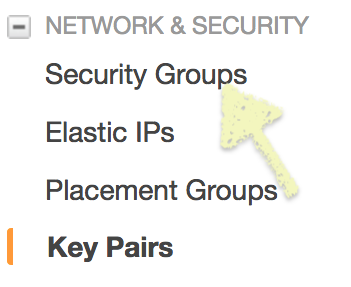 NETWORK & SECURITY
Security Groups
Elastic IPs
Placement Groups
Key Pairs